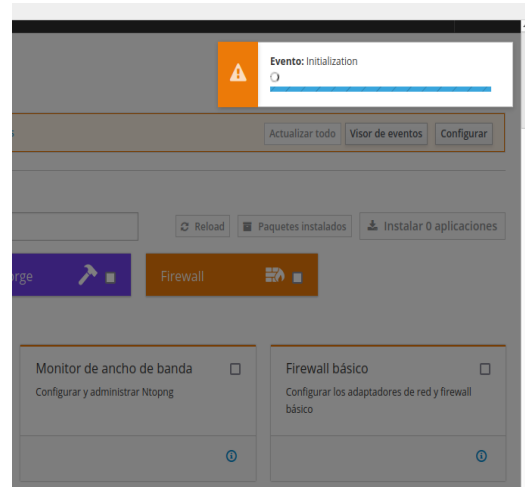 Evento: Initialization
s
Actualizar todo Visor de eventos Configurar
Reload Paquetes instalados Instalar 0 aplicaciones
orge Firewall
Monitor de ancho de banda
Configurar y administrar Ntopng
Firewall básico
Configurar los adaptadores de red y firewall
básico